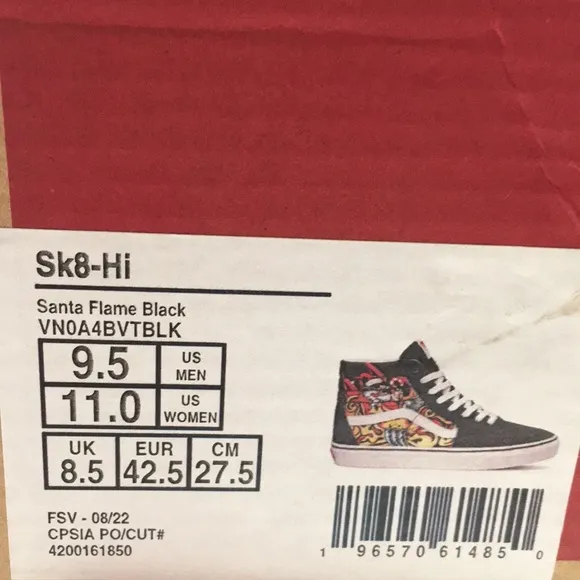 Sk8-Hi
Santa Flame Black
VN0A4BVTBLK
9.5 US MEN
11.0 US WOMEN
UK EUR CM
8.5 42.5 27.5
FSV - 08/22
CPSIA PO/CUT#
4200161850
1 96570 61485 0